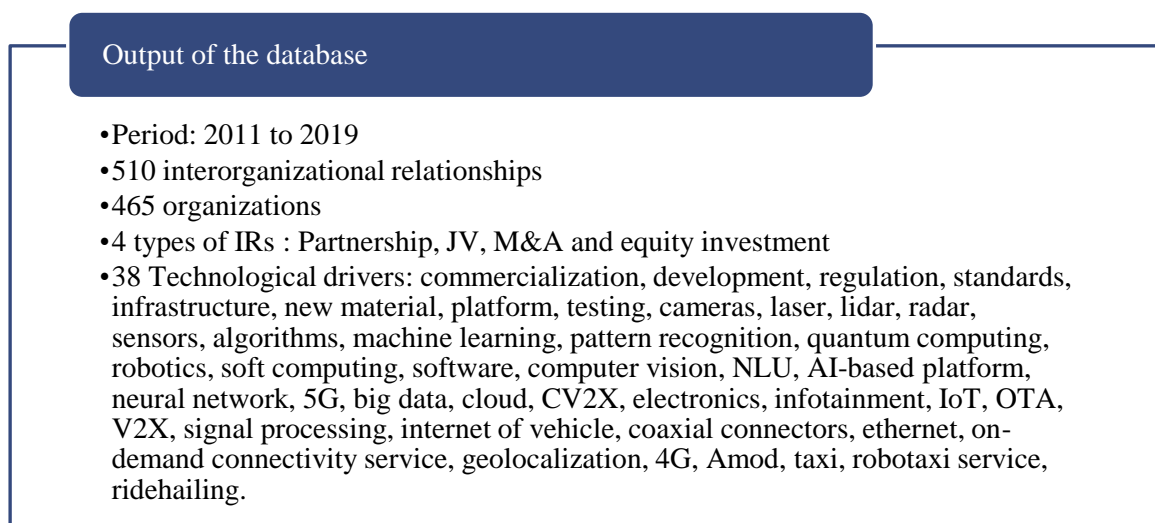 Output of the database
•Period: 2011 to 2019
•510 interorganizational relationships
•465 organizations
•4 types of IRs : Partnership, JV, M&A and equity investment
•38 Technological drivers: commercialization, development, regulation, standards,
infrastructure, new material, platform, testing, cameras, laser, lidar, radar,
sensors, algorithms, machine learning, pattern recognition, quantum computing,
robotics, soft computing, software, computer vision, NLU, AI-based platform,
neural network, 5G, big data, cloud, CV2X, electronics, infotainment, IoT, OTA,
V2X, signal processing, internet of vehicle, coaxial connectors, ethernet, on-
demand connectivity service, geolocalization, 4G, Amod, taxi, robotaxi service,
ridehailing.